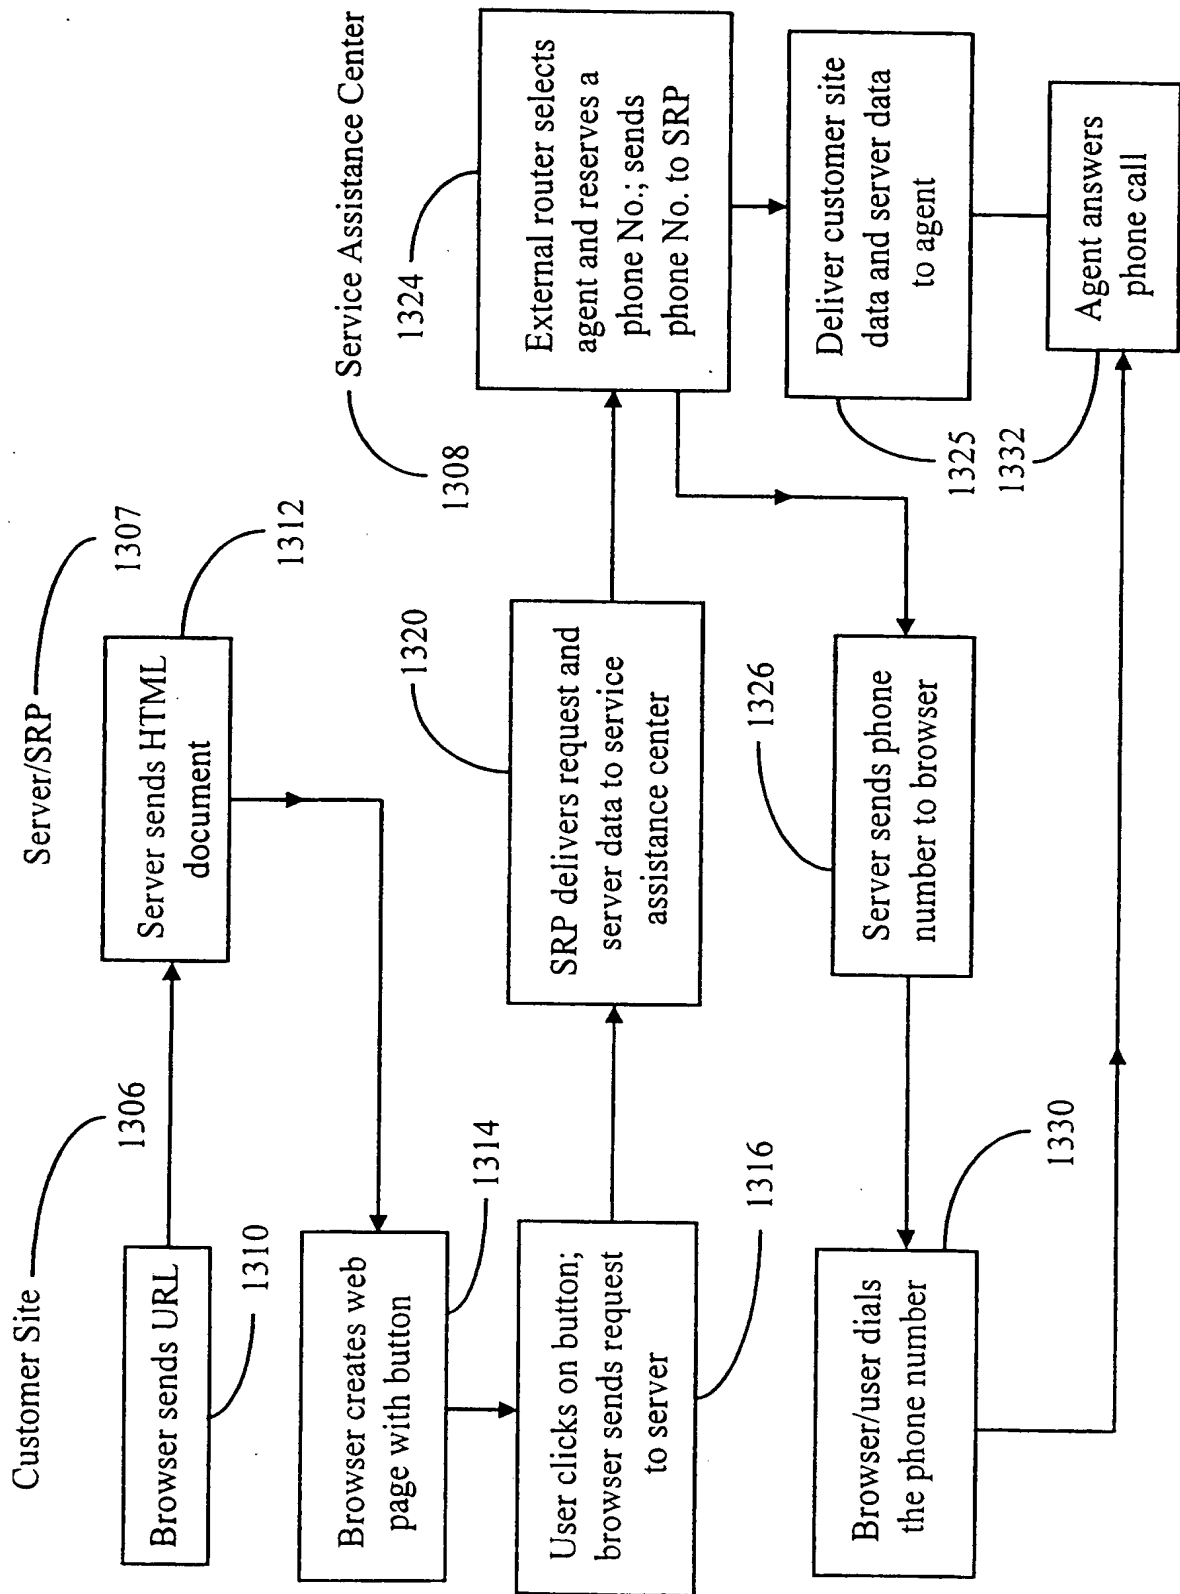 Customer Site
1306
Server/SRP
1307
Service Assistance Center
1308
Browser sends URL
1310
Server sends HTML
document
1312
Browser creates web
page with button
1314
User clicks on button;
browser sends request
to server
1316
SRP delivers request and
server data to service
assistance center
1320
External router selects
agent and reserves a
phone No.; sends
phone No. to SRP
1324
Deliver customer site
data and server data
to agent
1325
Server sends phone
number to browser
1326
Browser/user dials
the phone number
1330
Agent answers
phone call
1332